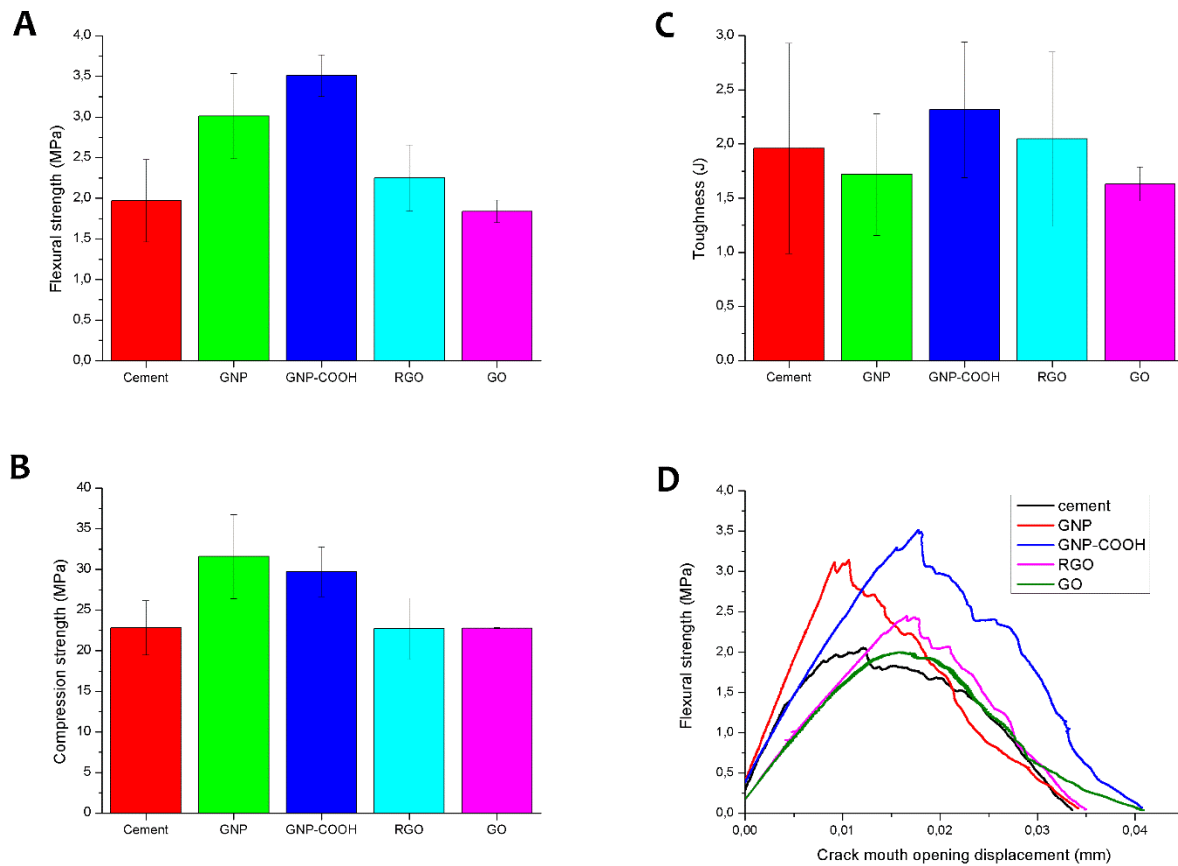 A
Flexural strength (MPa)
4,0
3,5
3,0
2,5
2,0
1,5
1,0
0,5
0,0
Cement GNP GNP-COOH RGO GO
C
Toughness (J)
3,0
2,5
2,0
1,5
1,0
0,5
0,0
Cement GNP GNP-COOH RGO GO
B
Compression strength (MPa)
40
35
30
25
20
15
10
5
0
Cement GNP GNP-COOH RGO GO
D
Flexural strength (MPa)
4,0
3,5
3,0
2,5
2,0
1,5
1,0
0,5
0,0
cement
GNP
GNP-COOH
RGO
GO
0,00 0,01 0,02 0,03 0,04
Crack mouth opening displacement (mm)